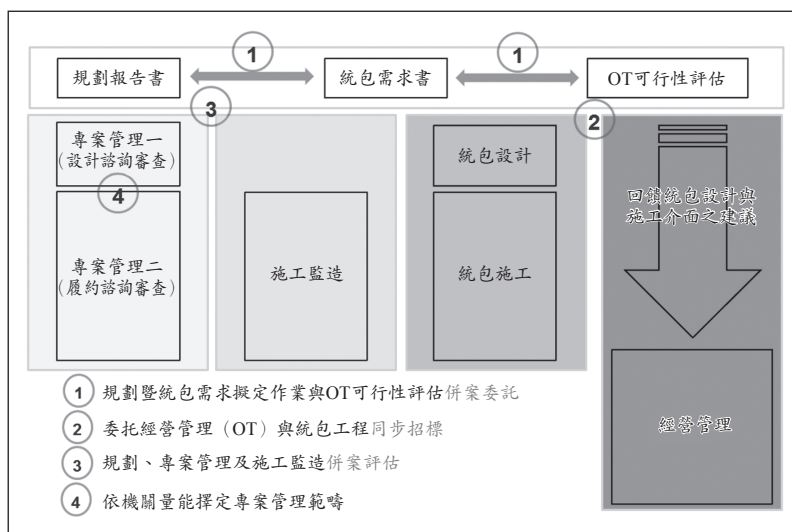 1
1
規劃報告書
統包需求書
OT可行性評估
3
2
專案管理一
(設計諮詢審查)
統包設計
4
回饋統包設計與
施工介面之建議
專案管理二
(履約諮詢審查)
施工監造
統包施工
經營管理
1 規劃暨統包需求擬定作業與OT可行性評估併案委託
2 委托經營管理（OT）與統包工程同步招標
3 規劃、專案管理及施工監造併案評估
4 依機關量能擇定專案管理範疇